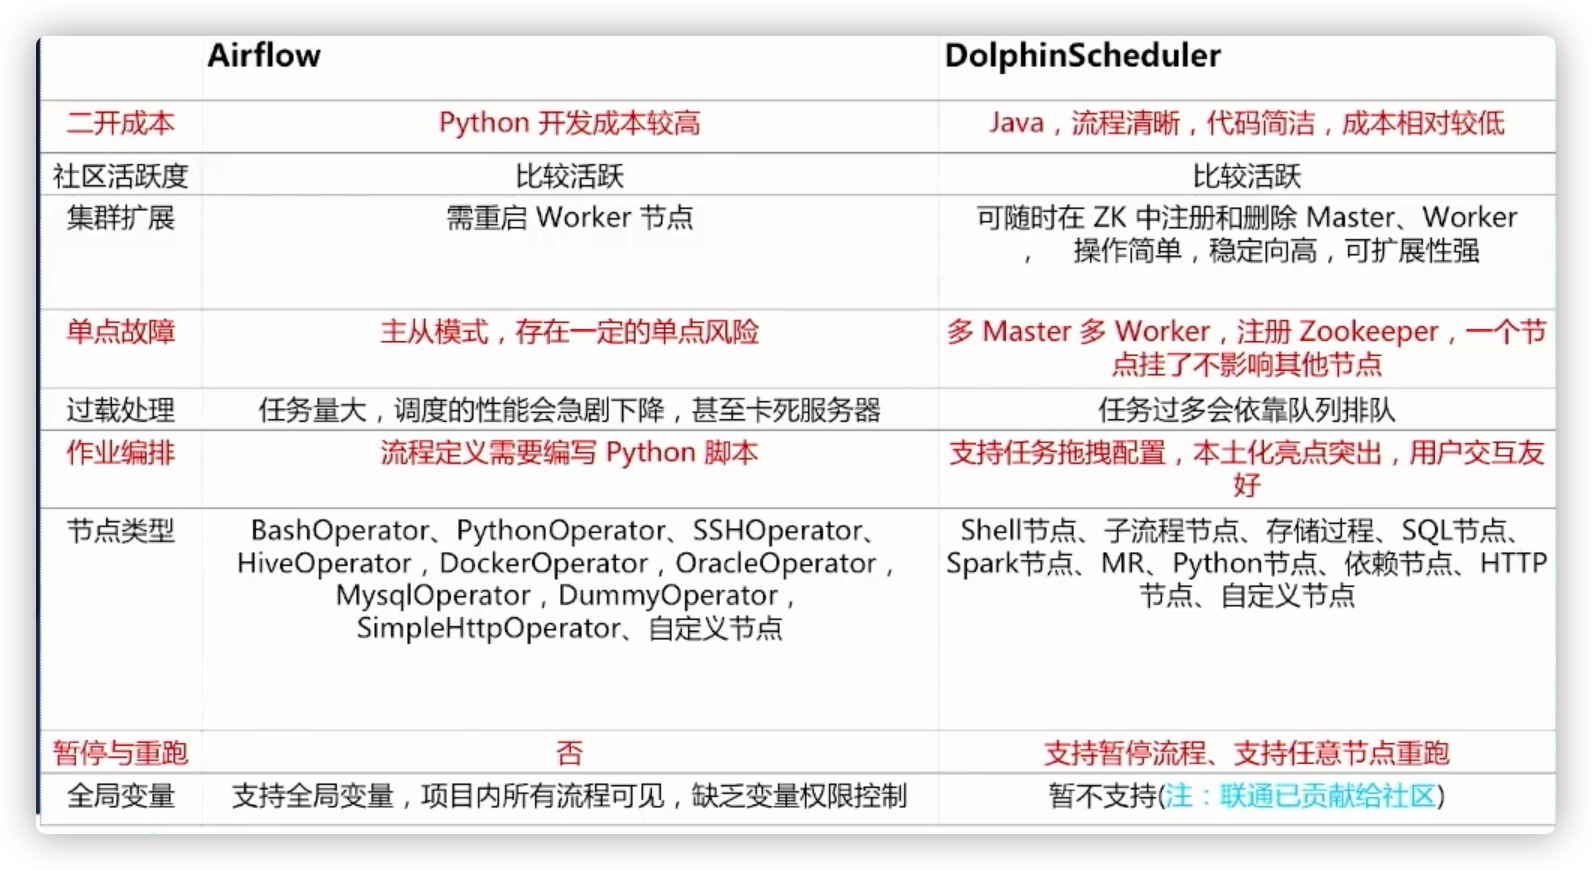 Airflow DolphinScheduler
二开成本 Python 开发成本较高 Java，流程清晰，代码简洁，成本相对较低
社区活跃度 比较活跃 比较活跃
集群扩展 需重启 Worker 节点 可随时在 ZK 中注册和删除 Master、Worker
， 操作简单，稳定向高，可扩展性强
单点故障 主从模式，存在一定的单点风险 多 Master 多 Worker，注册 Zookeeper，一个节
点挂了不影响其他节点
过载处理 任务量大，调度的性能会急剧下降，甚至卡死服务器 任务过多会依靠队列排队
作业编排 流程定义需要编写 Python 脚本 支持任务拖拽配置，本土化亮点突出，用户交互友
好
节点类型 BashOperator、PythonOperator、SSHOperator、 Shell节点、子流程节点、存储过程、SQL节点、
HiveOperator，DockerOperator，OracleOperator， Spark节点、MR、Python节点、依赖节点、HTTP
MysqlOperator，DummyOperator， 节点、自定义节点
SimpleHttpOperator、自定义节点
暂停与重跑 否 支持暂停流程、支持任意节点重跑
全局变量 支持全局变量，项目内所有流程可见，缺乏变量权限控制 暂不支持(注：联通已贡献给社区)